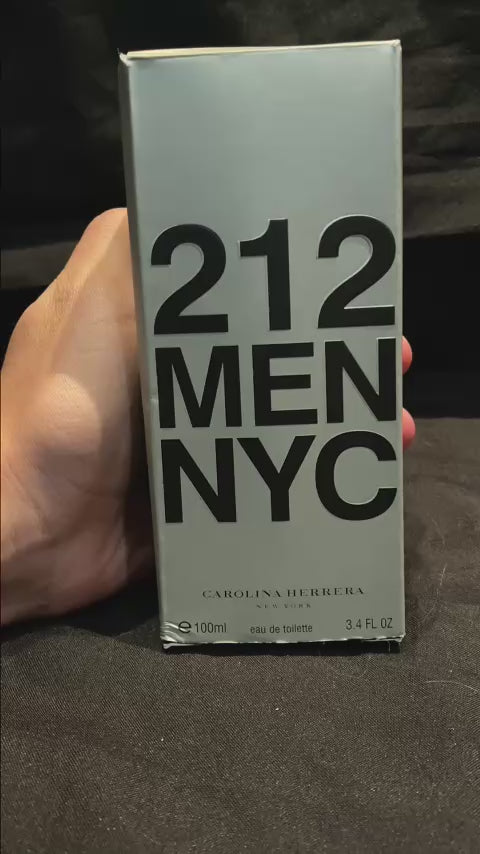 212
MEN
NYC
CAROLINA HERRERA
NEW YORK
℮ 100ml eau de toilette 3.4 FL OZ